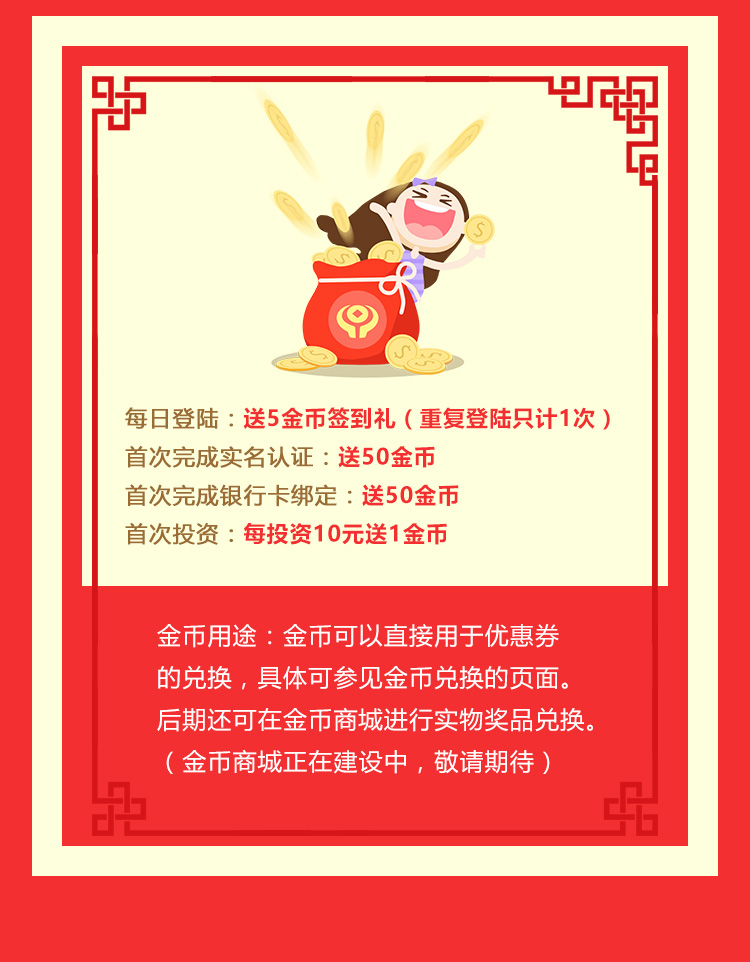 每日登陆：送5金币签到礼（重复登陆只计1次）
首次完成实名认证：送50金币
首次完成银行卡绑定：送50金币
首次投资：每投资10元送1金币
金币用途：金币可以直接用于优惠券
的兑换，具体可参见金币兑换的页面。
后期还可在金币商城进行实物奖品兑换。
（金币商城正在建设中，敬请期待）